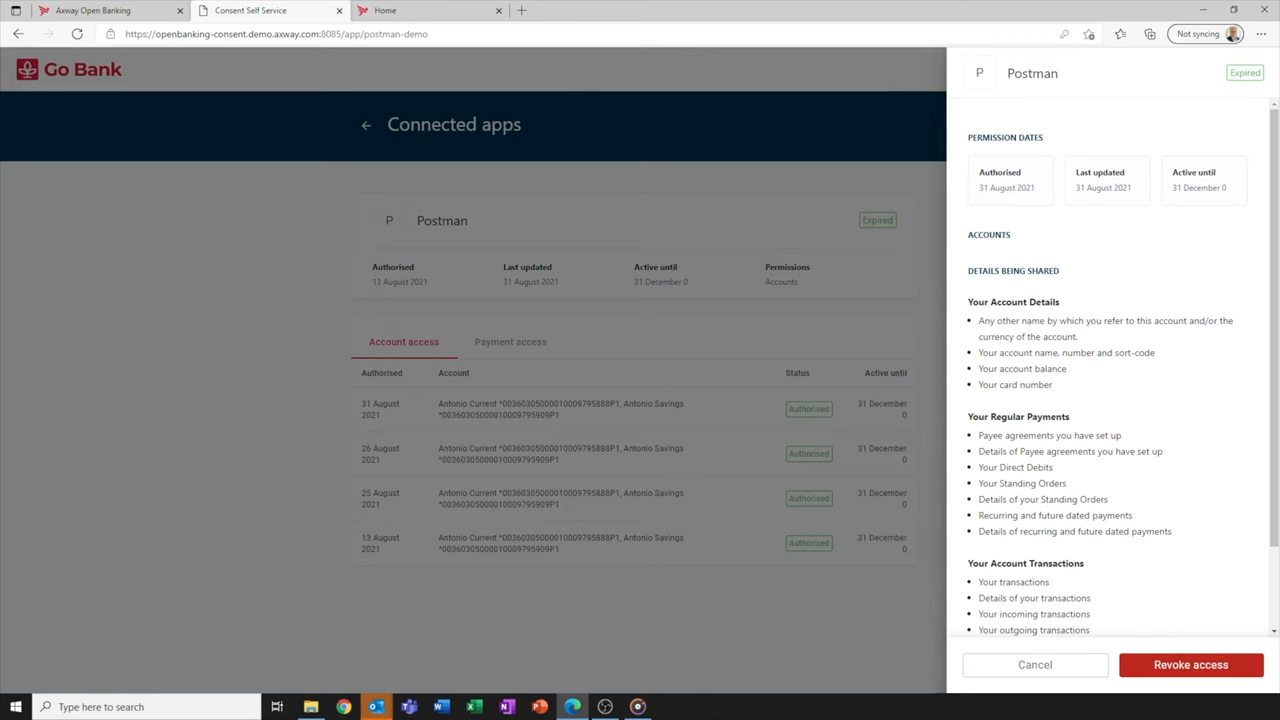 Axway Open Banking
Consent Self Service
Home
https://openbanking-consent.demo.axway.com:8085/app/postman-demo
Not syncing
Go Bank
Connected apps
P
Postman
Expired
Authorised
Last updated
Active until
Permissions
13 August 2021
31 August 2021
31 December 0
Accounts
Account access
Payment access
Authorised
Account
Status
Active until
31 August
2021
Antonio Current *00360305000010009795888P1, Antonio Savings
*00360305000010009795909P1
Authorised
31 December
0
26 August
2021
Antonio Current *00360305000010009795888P1, Antonio Savings
*00360305000010009795909P1
Authorised
31 December
0
25 August
2021
Antonio Current *00360305000010009795888P1, Antonio Savings
*00360305000010009795909P1
Authorised
31 December
0
13 August
2021
Antonio Current *00360305000010009795888P1, Antonio Savings
*00360305000010009795909P1
Authorised
31 December
0
P
Postman
Expired
PERMISSION DATES
Authorised
31 August 2021
Last updated
31 August 2021
Active until
31 December 0
ACCOUNTS
DETAILS BEING SHARED
Your Account Details
• Any other name by which you refer to this account and/or the
currency of the account.
• Your account name, number and sort-code
• Your account balance
• Your card number
Your Regular Payments
• Payee agreements you have set up
• Details of Payee agreements you have set up
• Your Direct Debits
• Your Standing Orders
• Details of your Standing Orders
• Recurring and future dated payments
• Details of recurring and future dated payments
Your Account Transactions
• Your transactions
• Details of your transactions
• Your incoming transactions
• Your outgoing transactions
Cancel
Revoke access
Type here to search